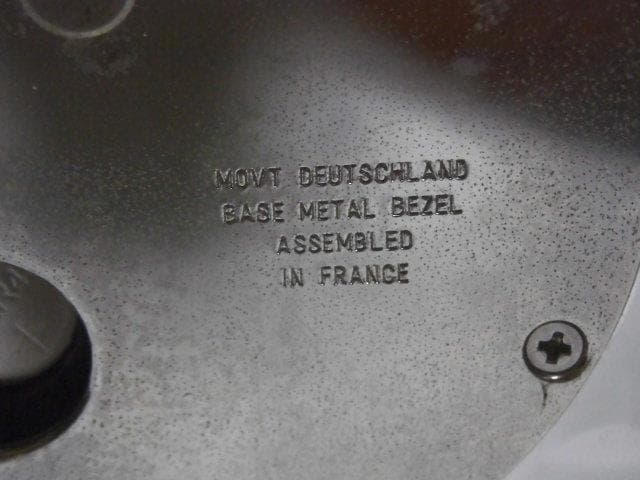 MOVT DEUTSCHLAND
BASE METAL BEZEL
ASSEMBLED
IN FRANCE